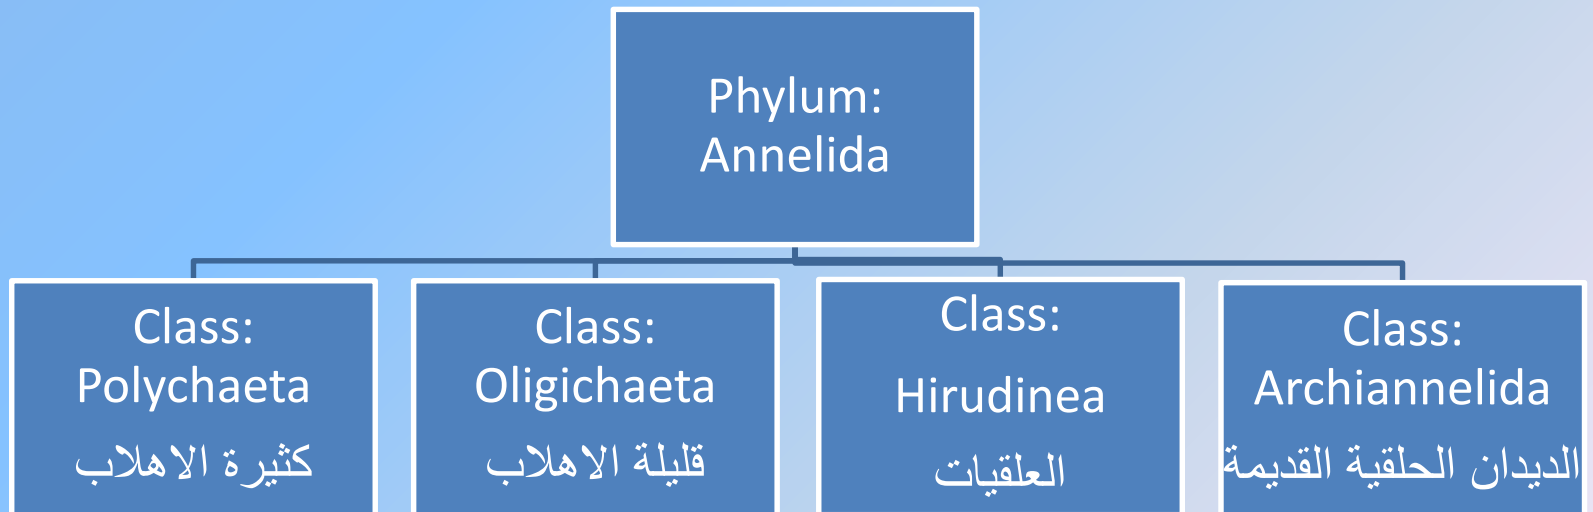 Phylum:
Annelida
Class:
Polychaeta
كثيرة الاهلاب
Class:
Oligichaeta
قليلة الاهلاب
Class:
Hirudinea
العلقيات
Class:
Archiannelida
الديدان الحلقية القديمة